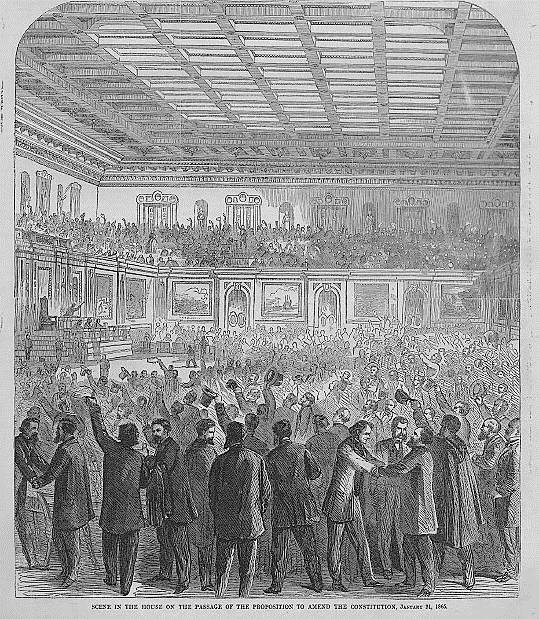 SCENE IN THE HOUSE ON THE PASSAGE OF THE PROPOSITION TO AMEND THE CONSTITUTION, January 31, 1865.